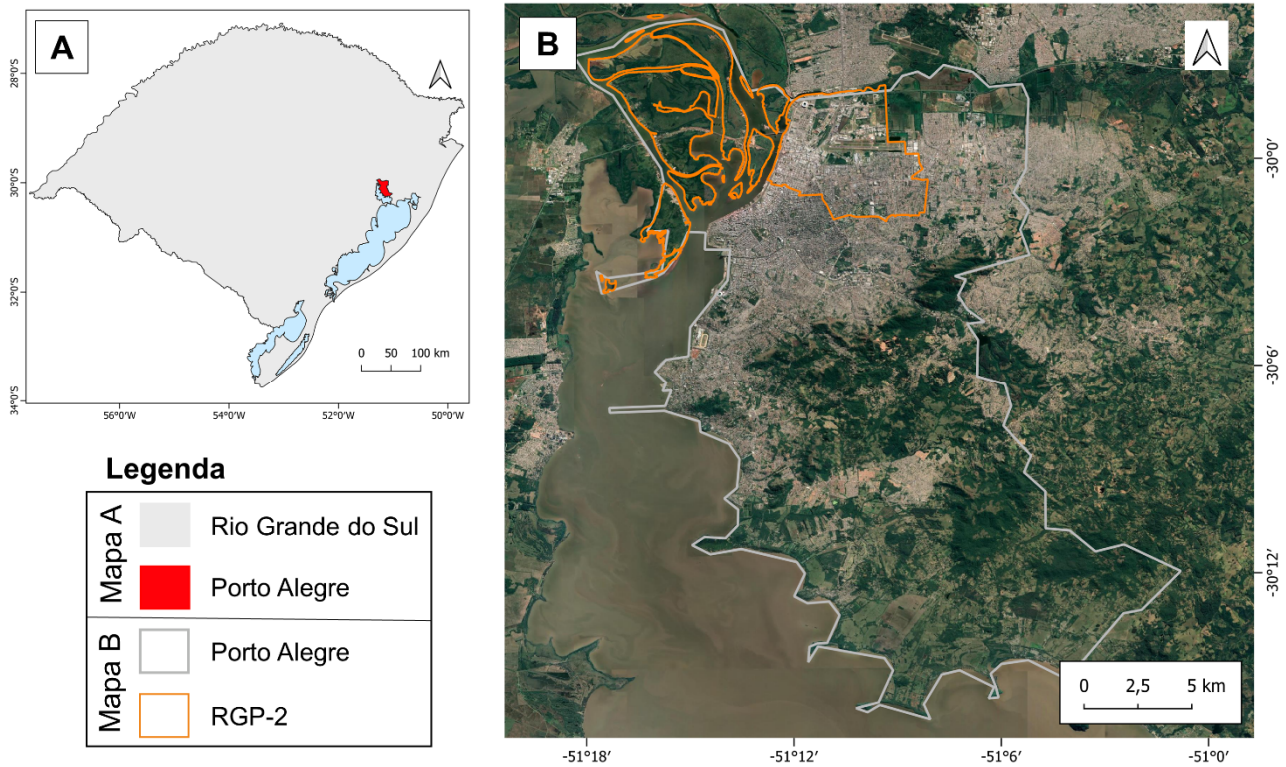 A
28°0'S
30°0'S
32°0'S
34°0'S
56°0'W
54°0'W
52°0'W
50°0'W
0 50 100 km
B
-30°0'
-30°6'
-30°12'
-51°18'
-51°12'
-51°6'
-51°0'
0 2,5 5 km
Legenda
Mapa A
Rio Grande do Sul
Porto Alegre
Mapa B
Porto Alegre
RGP-2